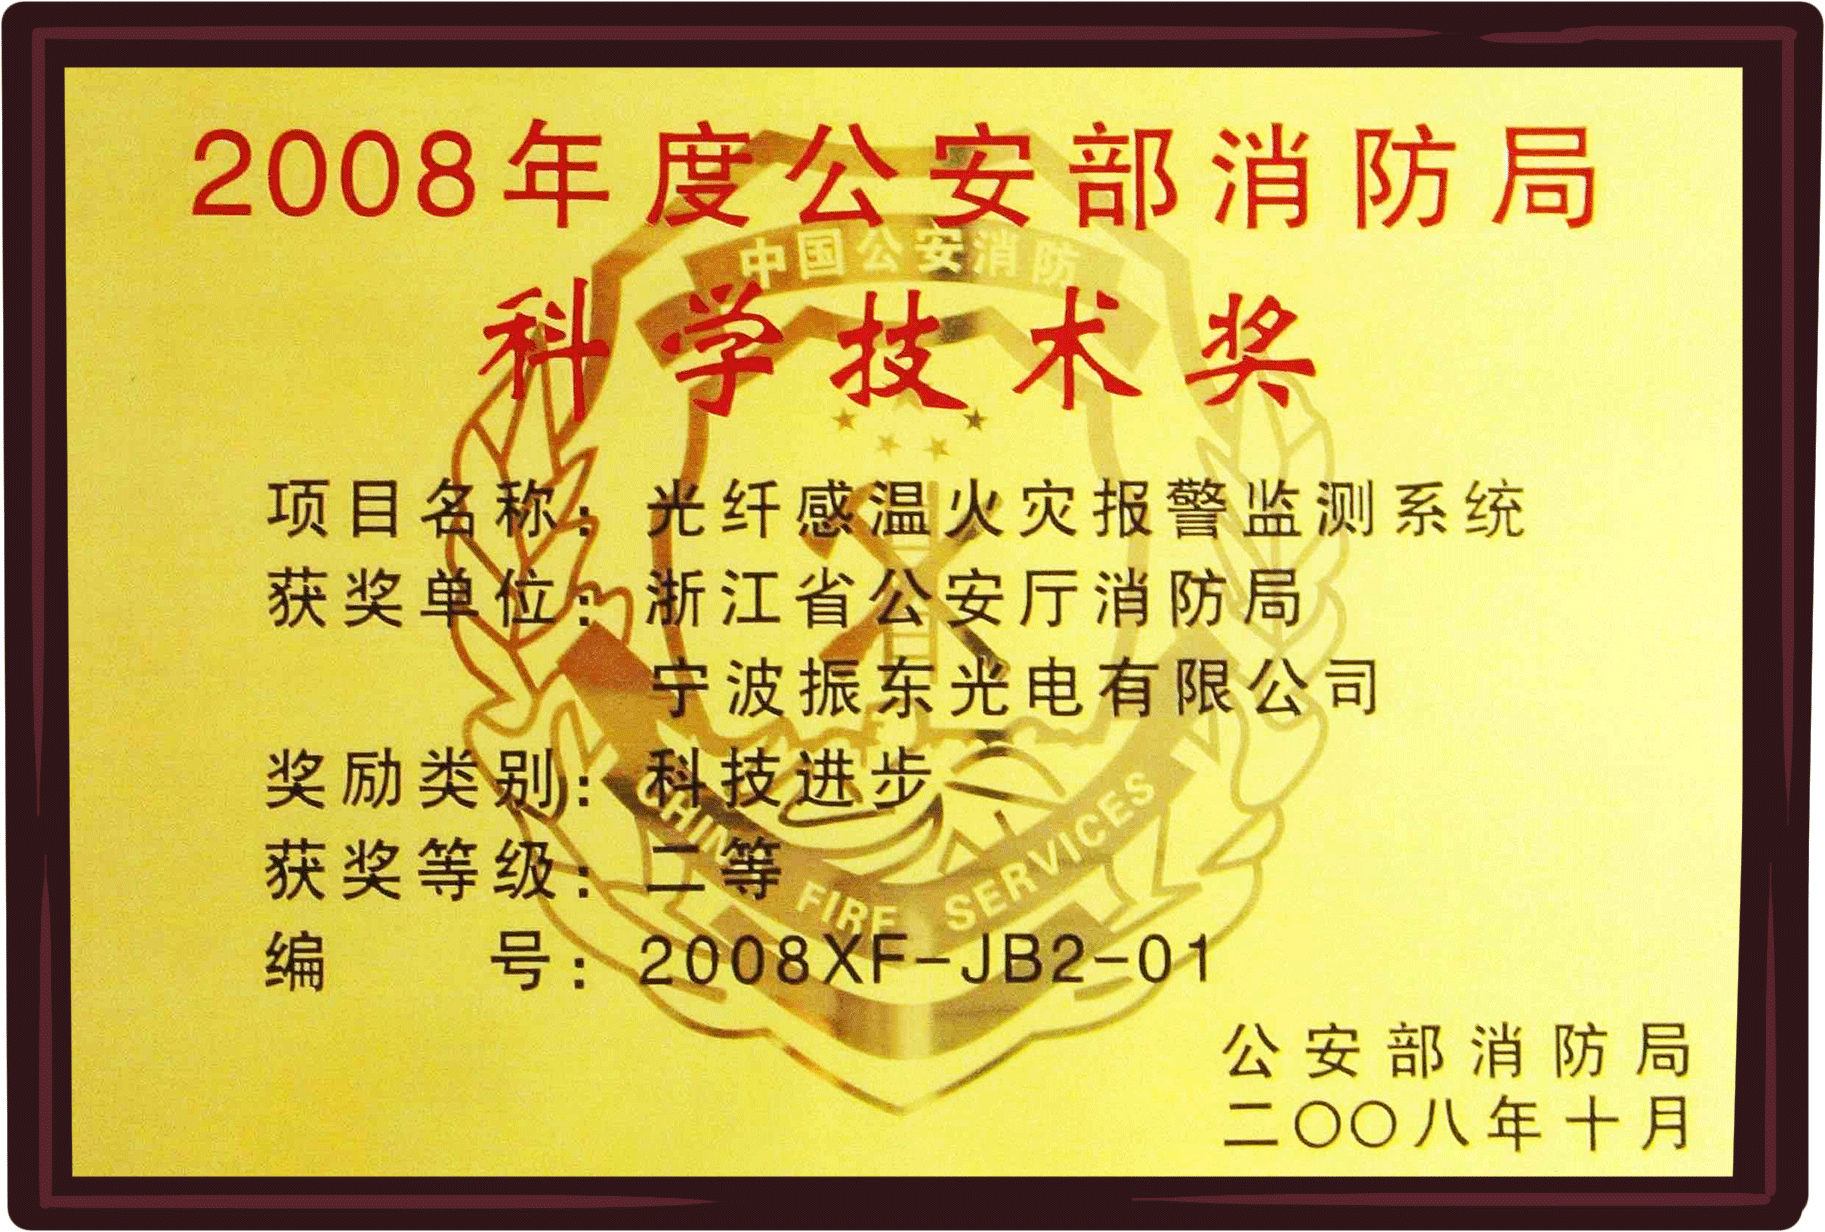 2008年度公安部消防局
中国公安消防
科学技术奖
项目名称：光纤感温火灾报警监测系统
获奖单位：浙江省公安厅消防局
宁波振东光电有限公司
奖励类别：科技进步
获奖等级：二等
CHINA FIRE SERVICES
编 号：2008XF-JB2-01
公安部消防局
二〇〇八年十月